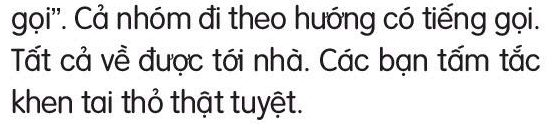 gọi”. Cả nhóm đi theo hướng có tiếng gọi.
Tất cả về được tới nhà. Các bạn tấm tắc
khen tai thỏ thật tuyệt.